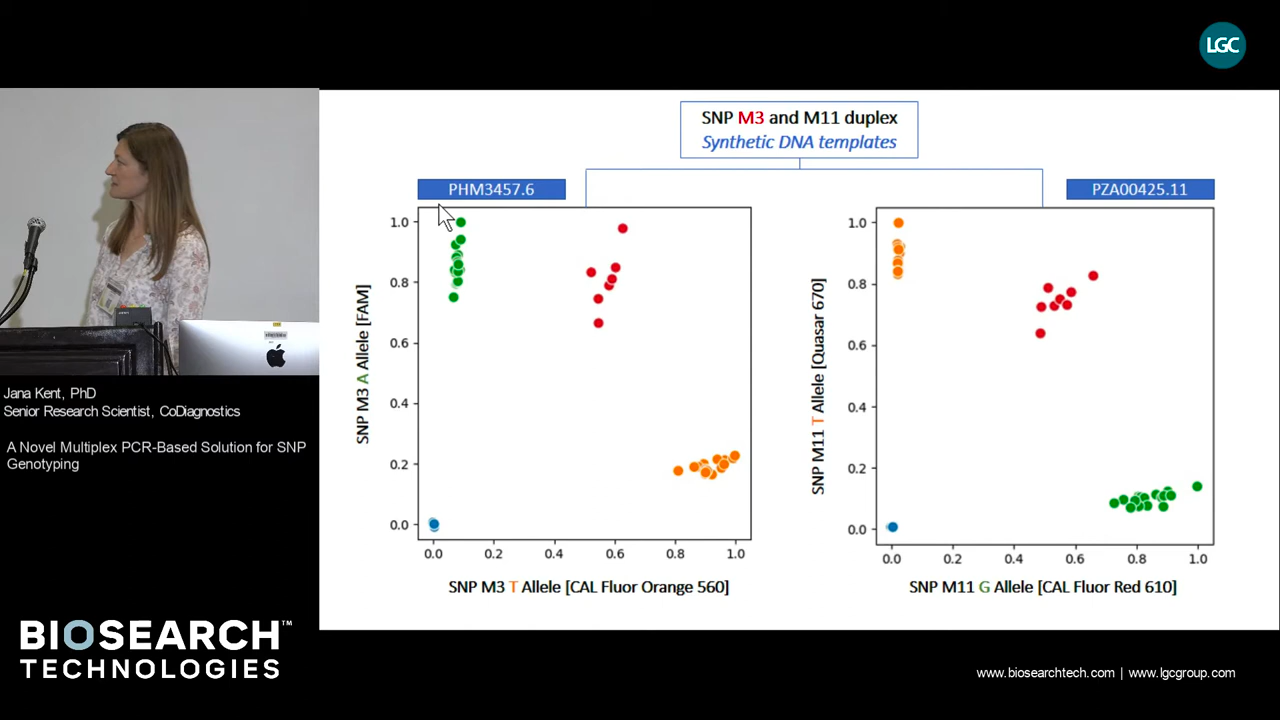 LGC
SNP M3 and M11 duplex
Synthetic DNA templates
PHM3457.6
PZA00425.11
1.0
0.8
0.6
0.4
0.2
0.0
0.0 0.2 0.4 0.6 0.8 1.0
SNP M3 A Allele [FAM]
SNP M3 T Allele [CAL Fluor Orange 560]
1.0
0.8
0.6
0.4
0.2
0.0
0.0 0.2 0.4 0.6 0.8 1.0
SNP M11 T Allele [Quasar 670]
SNP M11 G Allele [CAL Fluor Red 610]
Jana Kent, PhD
Senior Research Scientist, CoDiagnostics
A Novel Multiplex PCR-Based Solution for SNP
Genotyping
BIOSEARCH™
TECHNOLOGIES
www.biosearchtech.com | www.lgcgroup.com